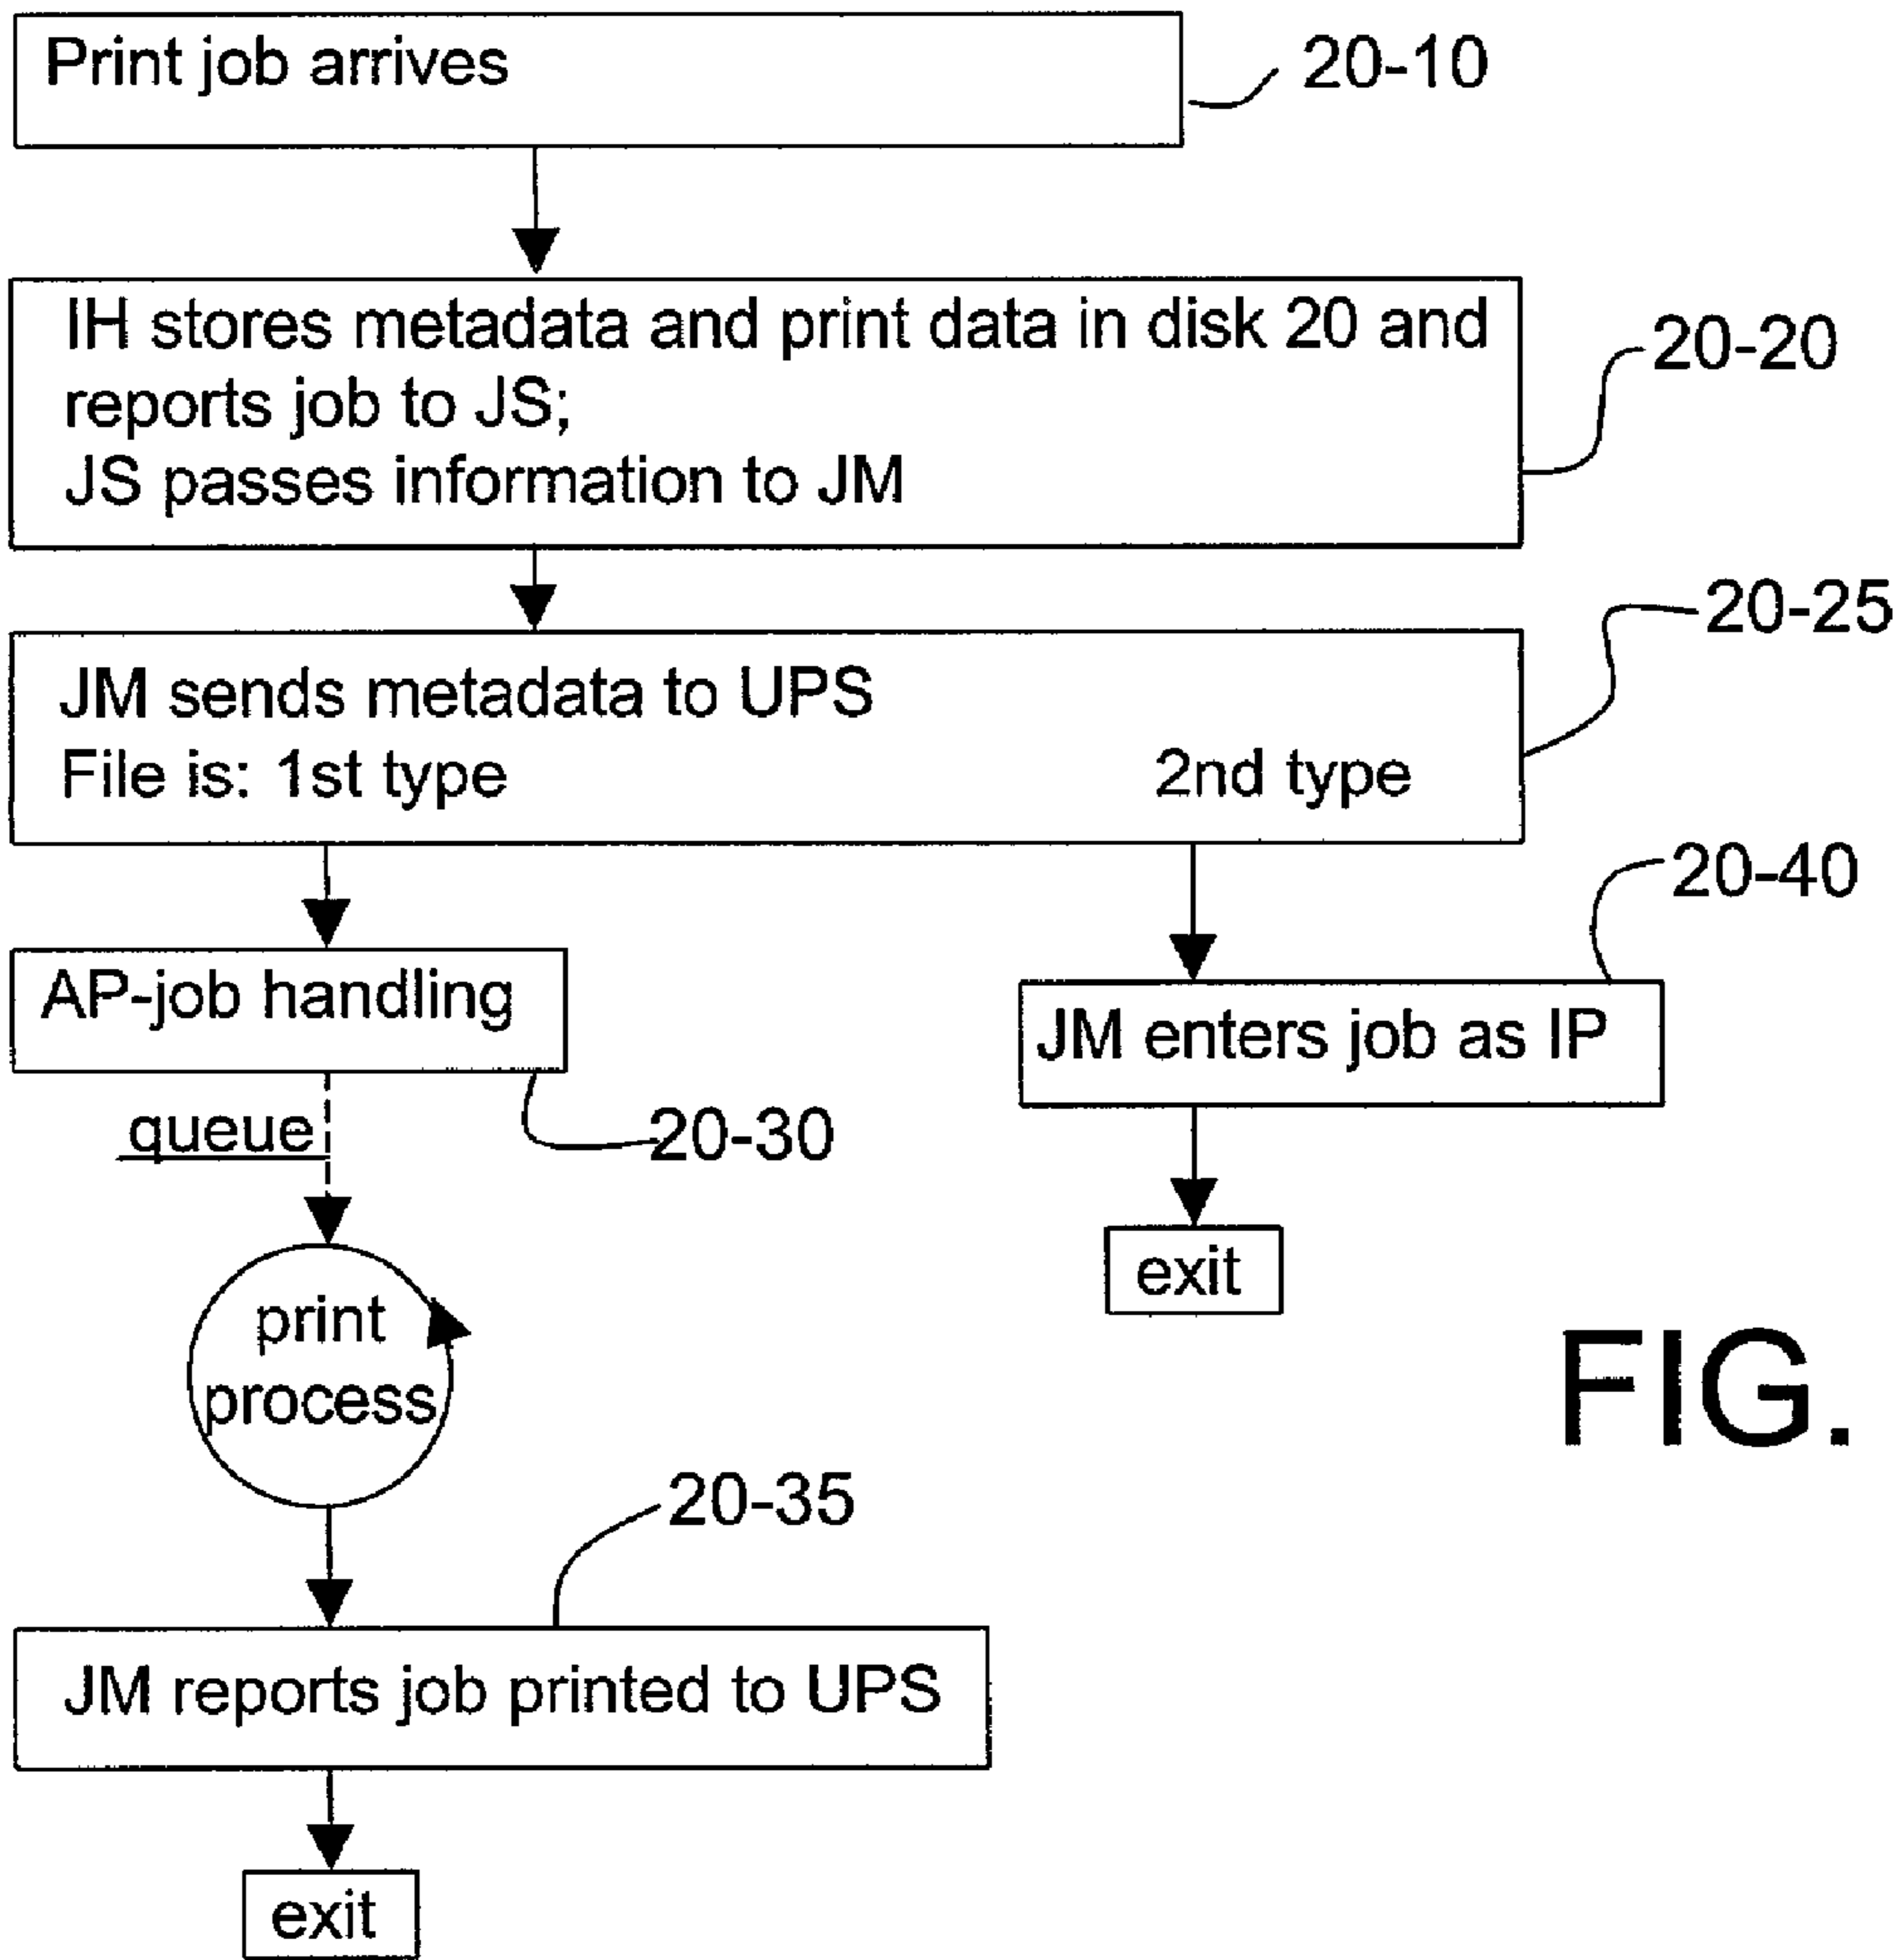 Print job arrives
20-10
IH stores metadata and print data in disk 20 and
reports job to JS;
JS passes information to JM
20-20
JM sends metadata to UPS
File is: 1st type 2nd type
20-25
AP-job handling
20-30
20-40
JM enters job as IP
queue
exit
print
process
FIG.
20-35
JM reports job printed to UPS
exit